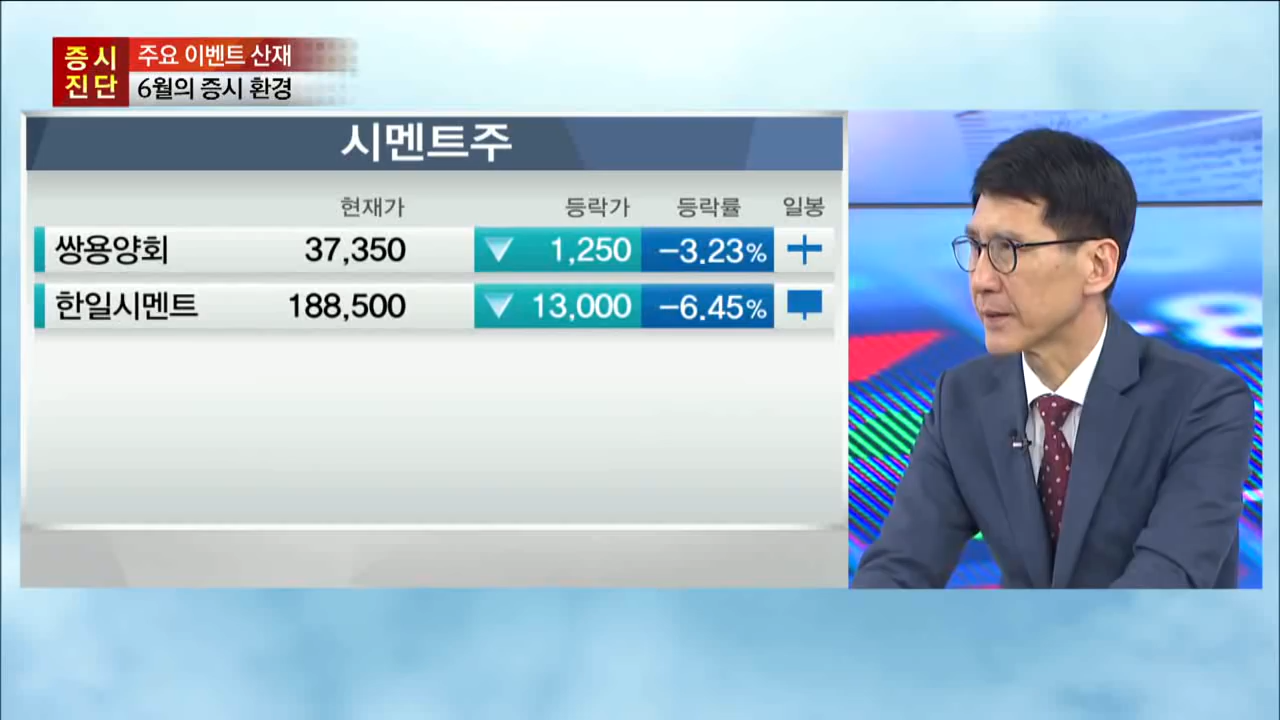 증시
진단
주요 이벤트 산재
6월의 증시 환경
시멘트주
현재가 등락가 등락률 일봉
쌍용양회 37,350 ▼ 1,250 −3.23%
한일시멘트 188,500 ▼ 13,000 −6.45%